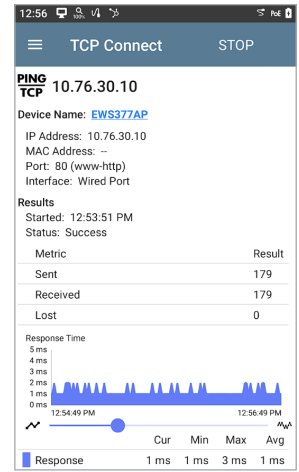 12:56 PoE
TCP Connect STOP
PING
TCP 10.76.30.10
Device Name: EWS377AP
IP Address: 10.76.30.10
MAC Address: --
Port: 80 (www-http)
Interface: Wired Port
Results
Started: 12:53:51 PM
Status: Success
Metric Result
Sent 179
Received 179
Lost 0
Response Time
5 ms
4 ms
3 ms
2 ms
1 ms
0 ms
12:54:49 PM 12:56:49 PM
Cur Min Max Avg
Response 1 ms 1 ms 3 ms 1 ms